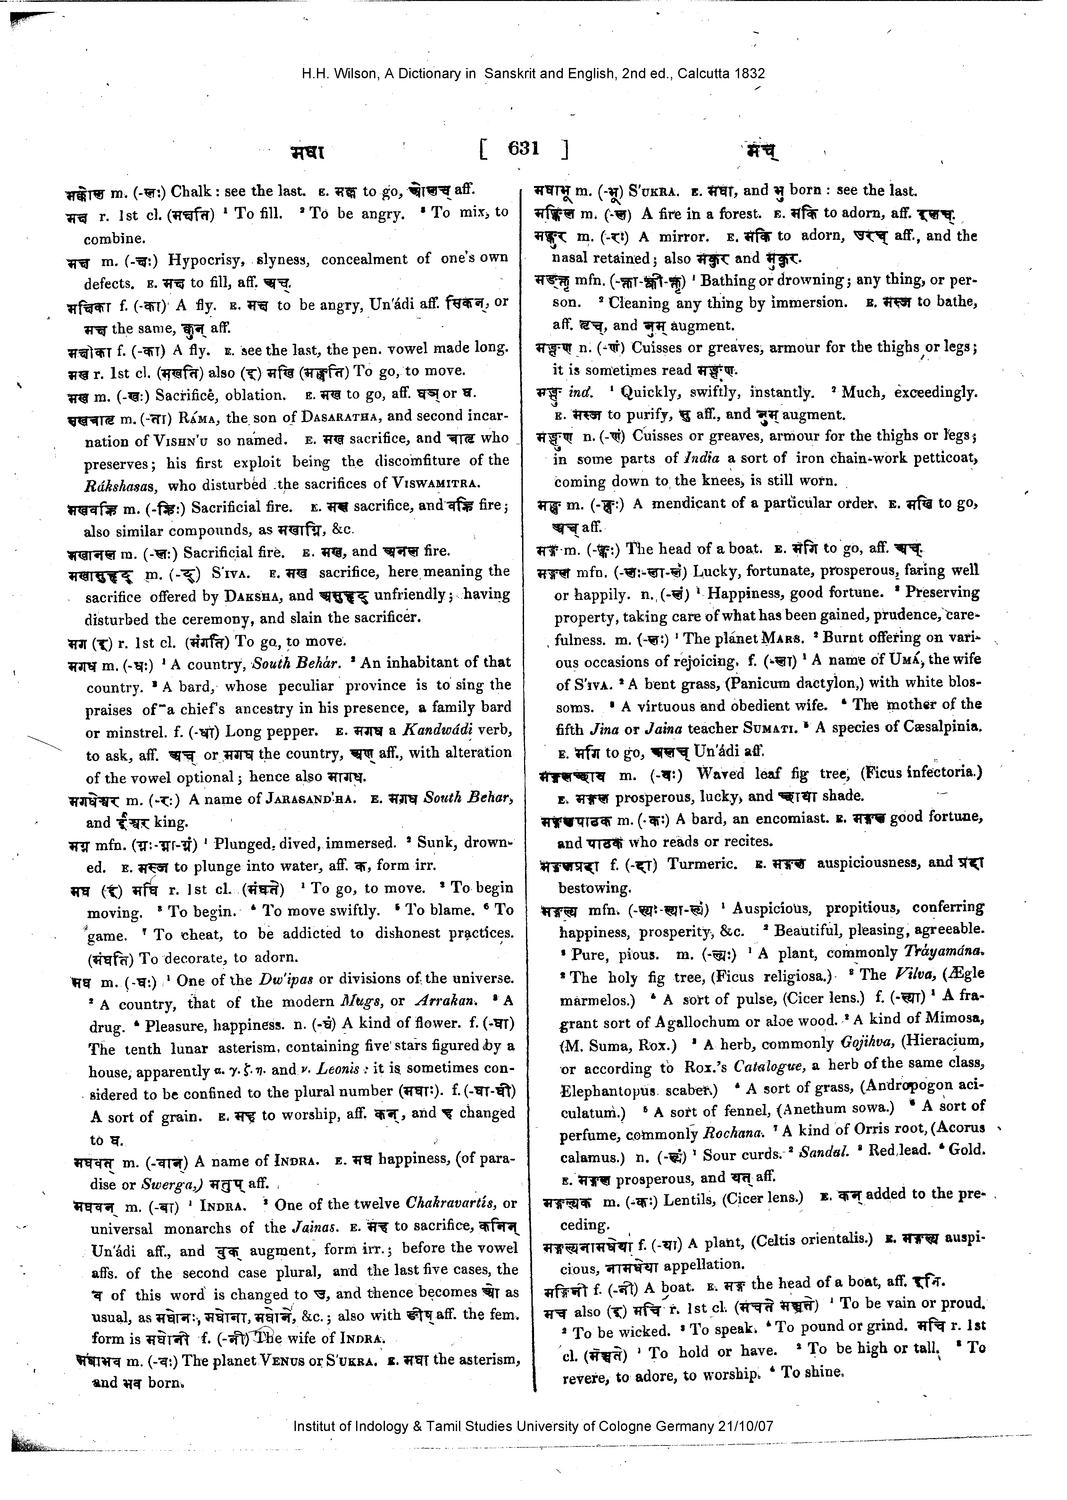 H.H. Wilson, A Dictionary in Sanskrit and English, 2nd ed., Calcutta 1832
मघा
[ 631 ]
मच्
मक्कोल m. (-लः) Chalk : see the last. E. मक्क to go, ओलच् aff.
मच r. 1st cl. (मचति) ¹ To fill. ² To be angry. ³ To mix, to
combine.
m. (-चः) Hypocrisy, slyness, concealment of one's own
defects. E. to fill, aff. अच्.
f. (-का) A fly. E. to be angry, Un'ádi aff. सिकन्, or
the same, वुन् aff.
f. (-का) A fly. E. see the last, the pen. vowel made long.
मख r. 1st cl. (मखति) also (इ) मखि (मङ्खति) To go, to move.
मख m. (-खः) Sacrifice, oblation. E. मख to go, aff. घञ् or घ.
मखत्रातृ m. (-ता) RÁMA, the son of DASARATHA, and second incar-
nation of VISHN'U so named. E. मख sacrifice, and त्रातृ who
preserves; his first exploit being the discomfiture of the
Rákshasas, who disturbed the sacrifices of VISWAMITRA.
मखवह्नि m. (-ह्निः) Sacrificial fire. E. मख sacrifice, and वह्नि fire;
also similar compounds, as मखाग्नि, &c.
मखानल m. (-लः) Sacrificial fire. E. मख, and अनल fire.
मखासुहृद् m. (-द्) S'IVA. E. मख sacrifice, here meaning the
sacrifice offered by DAKSHA, and असुहृद् unfriendly; having
disturbed the ceremony, and slain the sacrificer.
मग (इ) r. 1st cl. (मंगति) To go, to move.
मगध m. (-धः) ¹ A country, South Behár. ² An inhabitant of that
country. ³ A bard, whose peculiar province is to sing the
praises of a chief's ancestry in his presence, a family bard
or minstrel. f. (-धा) Long pepper. E. मगध a Kandwádi verb,
to ask, aff. अच् or मगध the country, अण् aff., with alteration
of the vowel optional; hence also मागध.
मगधेश्वर m. (-रः) A name of JARASAND'HA. E. मगध South Behar,
and ईश्वर king.
मग्न mfn. (ग्नः-ग्ना-ग्नं) ¹ Plunged, dived, immersed. ² Sunk, drown-
ed. E. मस्ज to plunge into water, aff. क्त, form irr.
मघ (इ) मघि r. 1st cl. (मंघते) ¹ To go, to move. ² To begin
moving. ³ To begin. ⁴ To move swiftly. ⁵ To blame. ⁶ To
game. ⁷ To cheat, to be addicted to dishonest practices.
(मंघति) To decorate, to adorn.
मघ m. (-घः) ¹ One of the Dw'ipas or divisions of the universe.
² A country, that of the modern Mugs, or Arrakan. ³ A
drug. ⁴ Pleasure, happiness. n. (-घं) A kind of flower. f. (-घा)
The tenth lunar asterism, containing five stars figured by a
house, apparently α. γ. ζ. η. and ν. Leonis : it is sometimes con-
sidered to be confined to the plural number (मघाः). f. (-घा-घी)
A sort of grain. E. मह to worship, aff. कन्, and ह changed
to घ.
मघवत् m. (-वान्) A name of INDRA. E. मघ happiness, (of para-
dise or Swerga,) मतुप् aff.
मघवन् m. (-वा) ¹ INDRA. ² One of the twelve Chakravartis, or
universal monarchs of the Jainas. E. मह to sacrifice, कनिन्
Un'ádi aff., and वुक् augment, form irr.; before the vowel
affs. of the second case plural, and the last five cases, the
व of this word is changed to उ, and thence becomes ओ as
usual, as मघोनः, मघोना, मघोने, &c.; also with ङीष् aff. the fem.
form is मघोनी f. (-नी) The wife of INDRA.
मघाभव m. (-वः) The planet VENUS or S'UKRA. E. मघा the asterism,
and भव born.
मघाभू m. (-भू) S'UKRA. E. मघा, and भु born : see the last.
मङ्किल m. (-ल) A fire in a forest. E. मकि to adorn, aff. इलच्.
मङ्कुर m. (-रः) A mirror. E. मकि to adorn, उरच् aff., and the
nasal retained; also मकुर and मुकुर.
मङ्क्तृ mfn. (-क्ता-क्त्री-क्तृ) ¹ Bathing or drowning; any thing, or per-
son. ² Cleaning any thing by immersion. E. मस्ज to bathe,
aff. तृच्, and नुम् augment.
n. (-णं) Cuisses or greaves, armour for the thighs or legs;
it is sometimes read मङ्क्षुण.
मङ्क्षु ind. ¹ Quickly, swiftly, instantly. ² Much, exceedingly.
E. मस्ज to purify, सु aff., and नुम् augment.
मङ्क्षुण n. (-णं) Cuisses or greaves, armour for the thighs or legs;
in some parts of India a sort of iron chain-work petticoat,
coming down to the knees, is still worn.
मङ्ख m. (-ङ्खः) A mendicant of a particular order. E. मखि to go,
अच् aff.
मङ्ग m. (-ङ्गः) The head of a boat. E. मगि to go, aff. अच्.
मङ्गल mfn. (-लः-ला-लं) Lucky, fortunate, prosperous, faring well
or happily. n. (-लं) ¹ Happiness, good fortune. ² Preserving
property, taking care of what has been gained, prudence, care-
fulness. m. (-लः) ¹ The planet MARS. ² Burnt offering on vari-
ous occasions of rejoicing. f. (-ला) ¹ A name of UMÁ, the wife
of S'IVA. ² A bent grass, (Panicum dactylon,) with white blos-
soms. ³ A virtuous and obedient wife. ⁴ The mother of the
fifth Jina or Jaina teacher SUMATI. ⁵ A species of Cæsalpinia.
E. मगि to go, अलच् Un'ádi aff.
मङ्गलच्छाय m. (-यः) Waved leaf fig tree, (Ficus infectoria.)
E. मङ्गल prosperous, lucky, and छाया shade.
मङ्गलपाठक m. (-कः) A bard, an encomiast. E. मङ्गल good fortune,
and पाठक who reads or recites.
मङ्गलप्रदा f. (-दा) Turmeric. E. मङ्गल auspiciousness, and प्रदा
bestowing.
मङ्गल्य mfn. (-ल्यः-ल्या-ल्यं) ¹ Auspicious, propitious, conferring
happiness, prosperity, &c. ² Beautiful, pleasing, agreeable.
³ Pure, pious. m. (-ल्यः) ¹ A plant, commonly Tráyamána.
² The holy fig tree, (Ficus religiosa.) ³ The Vilva, (Ægle
marmelos.) ⁴ A sort of pulse, (Cicer lens.) f. (-ल्या) ¹ A fra-
grant sort of Agallochum or aloe wood. ² A kind of Mimosa,
(M. Suma, Rox.) ³ A herb, commonly Gojihva, (Hieracium,
or according to Rox.'s Catalogue, a herb of the same class,
Elephantopus scaber.) ⁴ A sort of grass, (Andropogon aci-
culatum.) ⁵ A sort of fennel, (Anethum sowa.) ⁶ A sort of
perfume, commonly Rochana. ⁷ A kind of Orris root, (Acorus
calamus.) n. (-ल्यं) ¹ Sour curds. ² Sandal. ³ Red lead. ⁴ Gold.
E. मङ्गल prosperous, and यत् aff.
मङ्गल्यक m. (-कः) Lentils, (Cicer lens.) E. कन् added to the pre-
ceding.
मङ्गल्यनामधेया f. (-या) A plant, (Celtis orientalis.) E. मङ्गल्य auspi-
cious, नामधेया appellation.
मङ्गिनी f. (-नी) A boat. E. मङ्ग the head of a boat, aff. इनि.
मच also (इ) मचि r. 1st cl. (मचते मञ्चते) ¹ To be vain or proud.
² To be wicked. ³ To speak. ⁴ To pound or grind. मचि r. 1st
cl. (मञ्चते) ¹ To hold or have. ² To be high or tall. ³ To
revere, to adore, to worship. ⁴ To shine.
Institut of Indology & Tamil Studies University of Cologne Germany 21/10/07